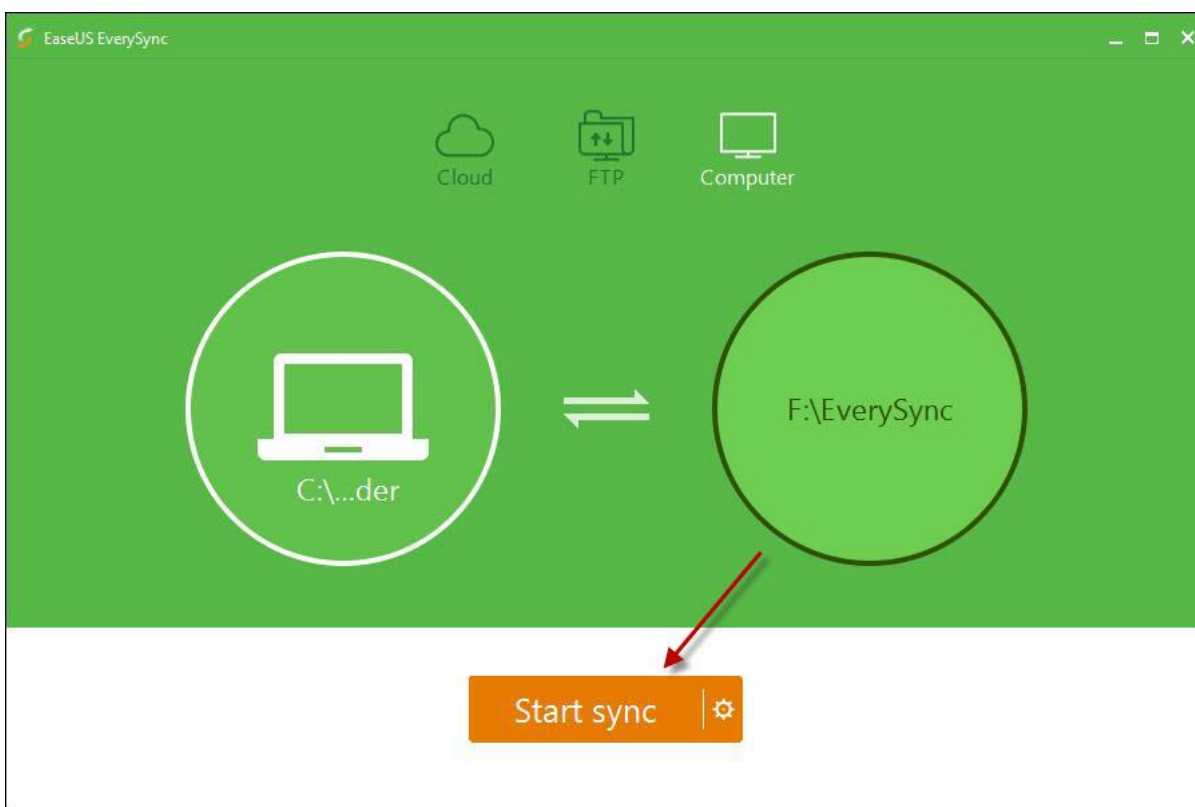 EaseUS EverySync
Cloud
FTP
Computer
C:\...der
F:\EverySync
Start sync